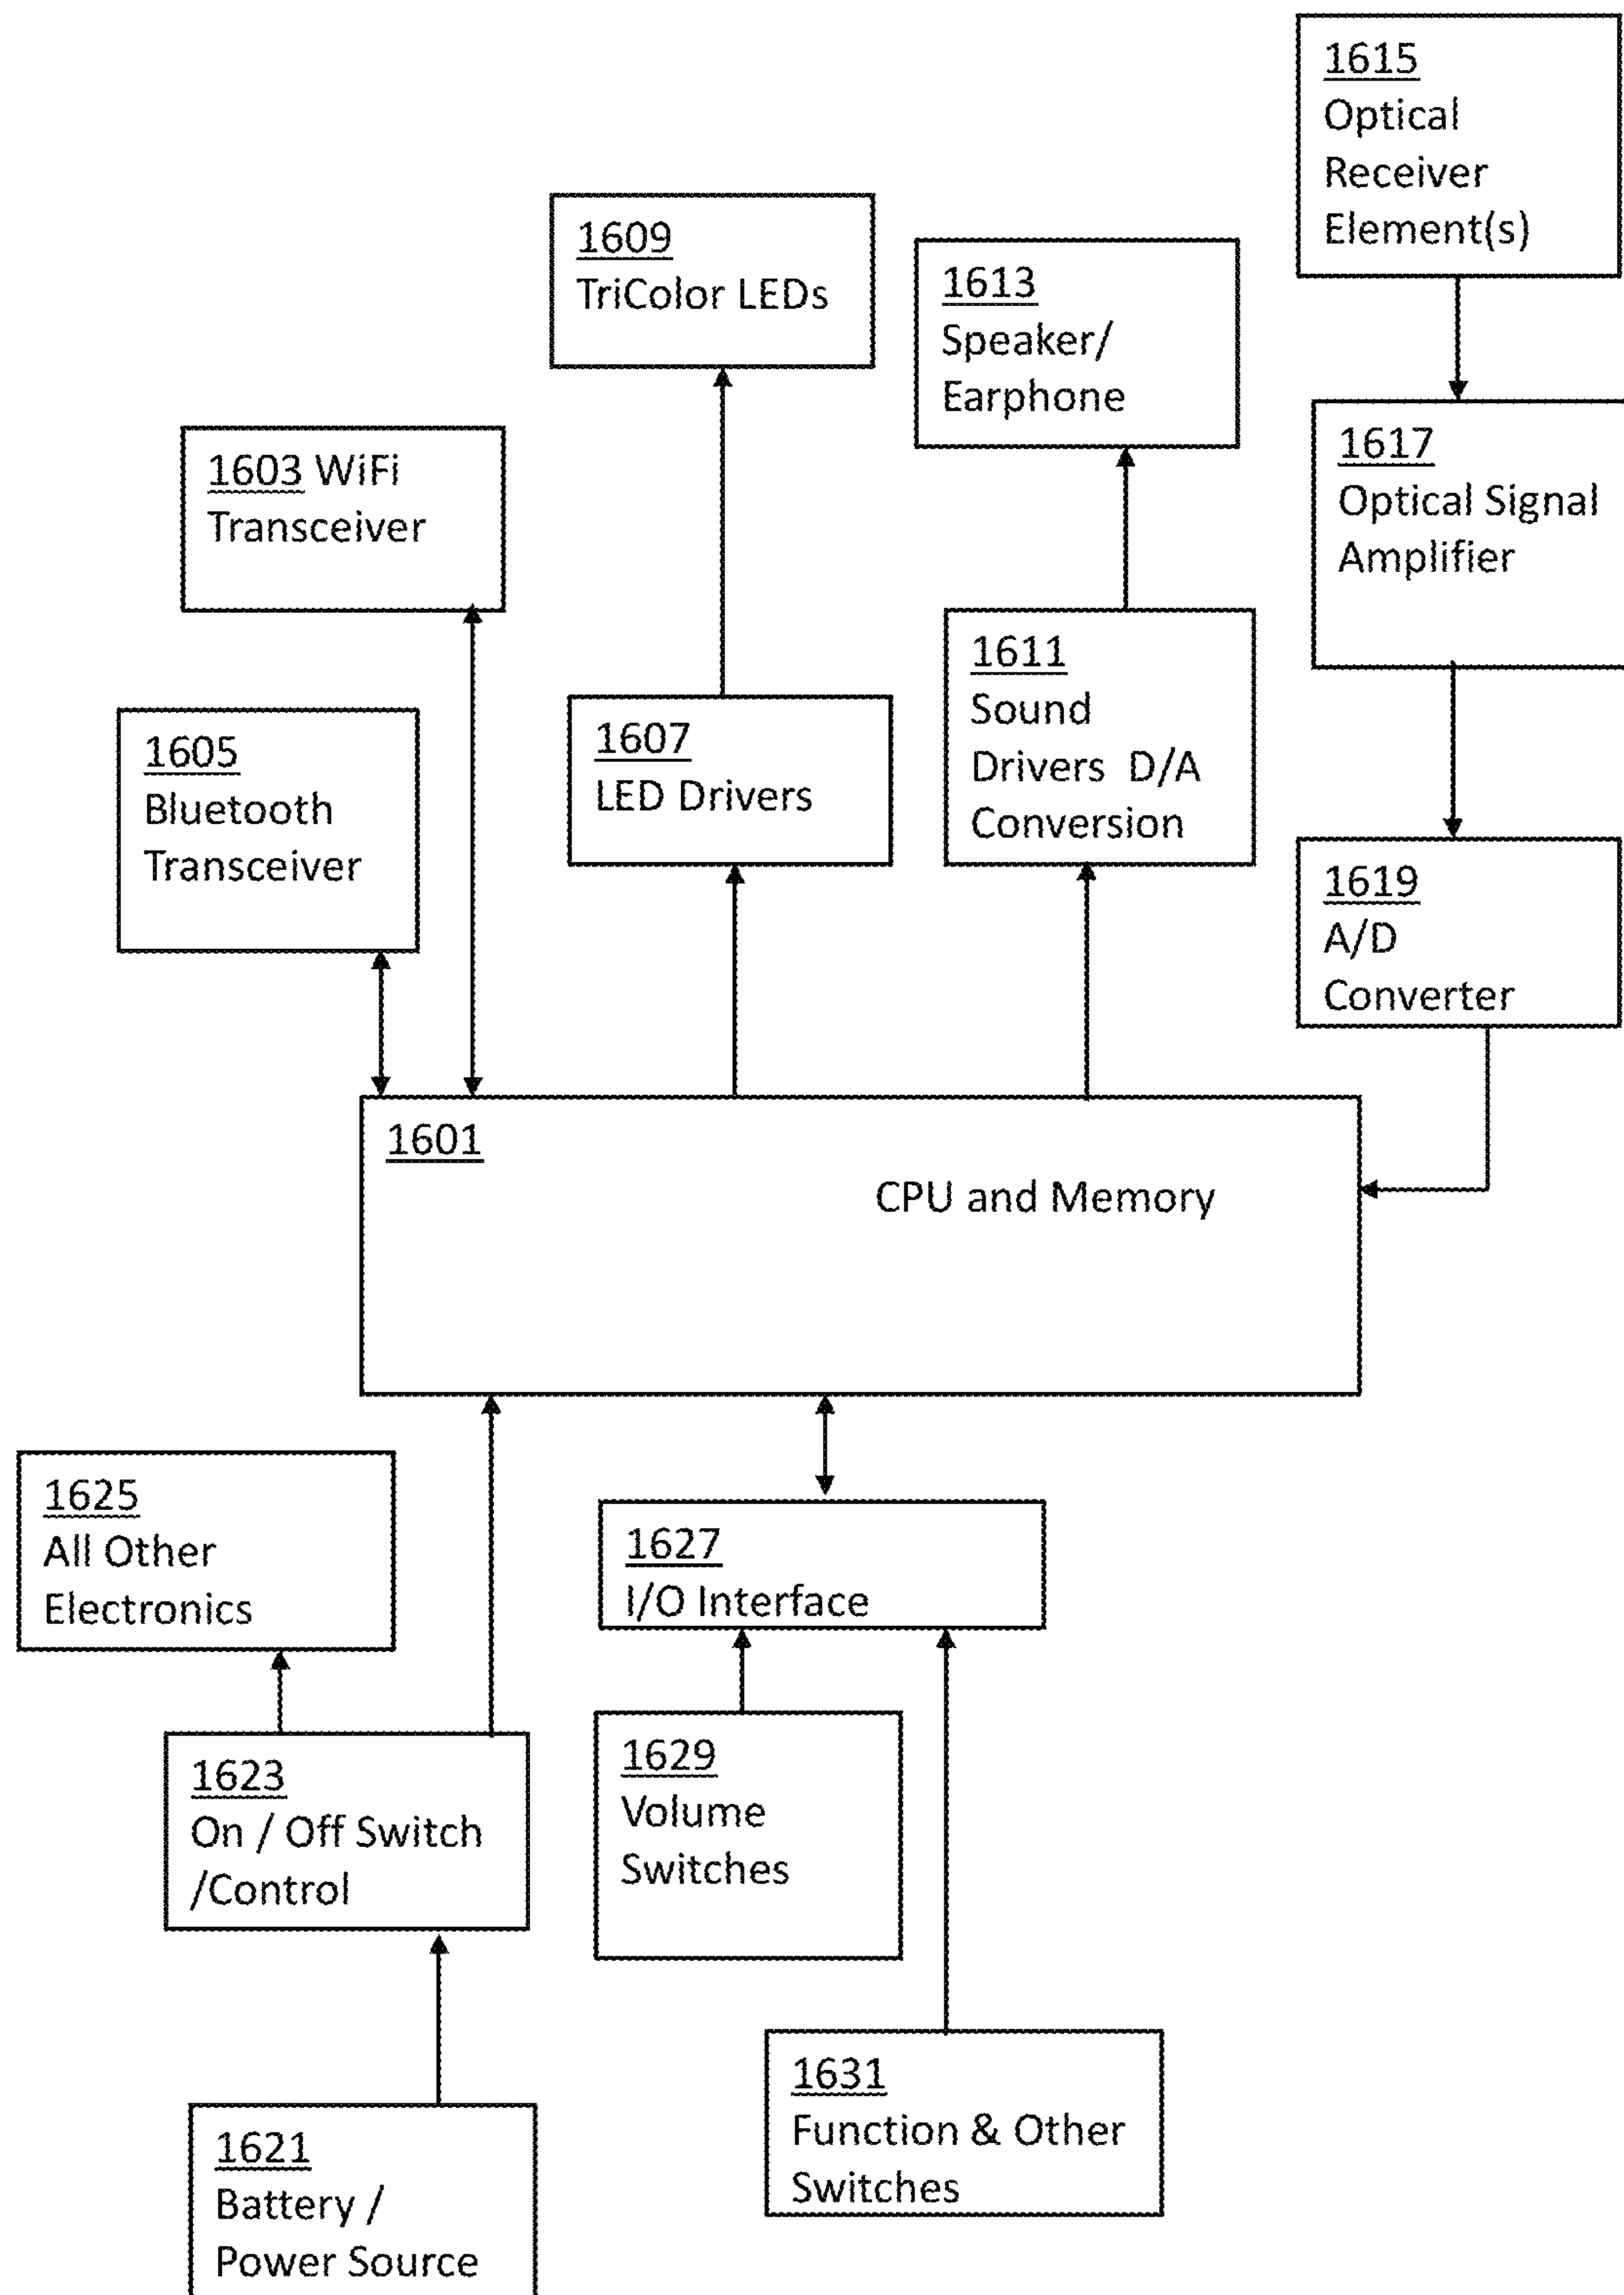 1615
Optical
Receiver
Element(s)
1609
TriColor LEDs
1613
Speaker/
Earphone
1603 WiFi
Transceiver
1617
Optical Signal
Amplifier
1605
Bluetooth
Transceiver
1607
LED Drivers
1611
Sound
Drivers D/A
Conversion
1619
A/D
Converter
1601
CPU and Memory
1625
All Other
Electronics
1627
I/O Interface
1623
On / Off Switch
/Control
1629
Volume
Switches
1631
Function & Other
Switches
1621
Battery /
Power Source